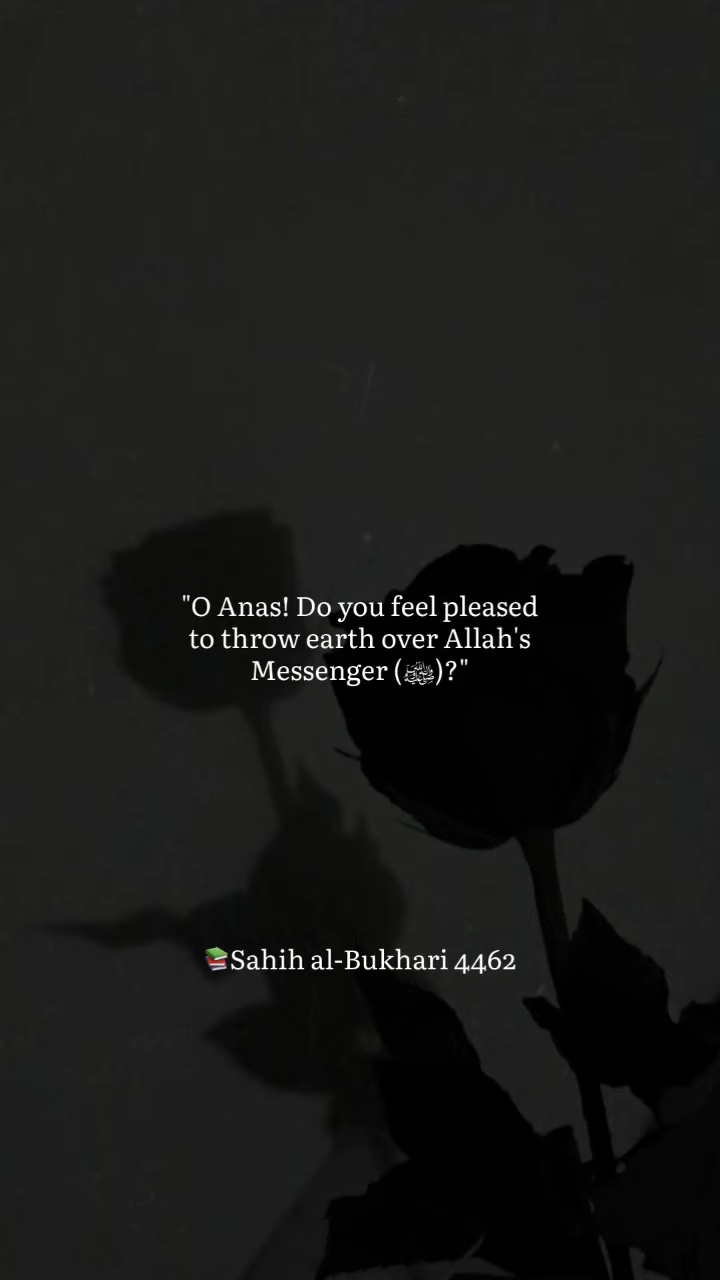 "O Anas! Do you feel pleased
to throw earth over Allah's
Messenger (ﷺ)?"
📚Sahih al-Bukhari 4462